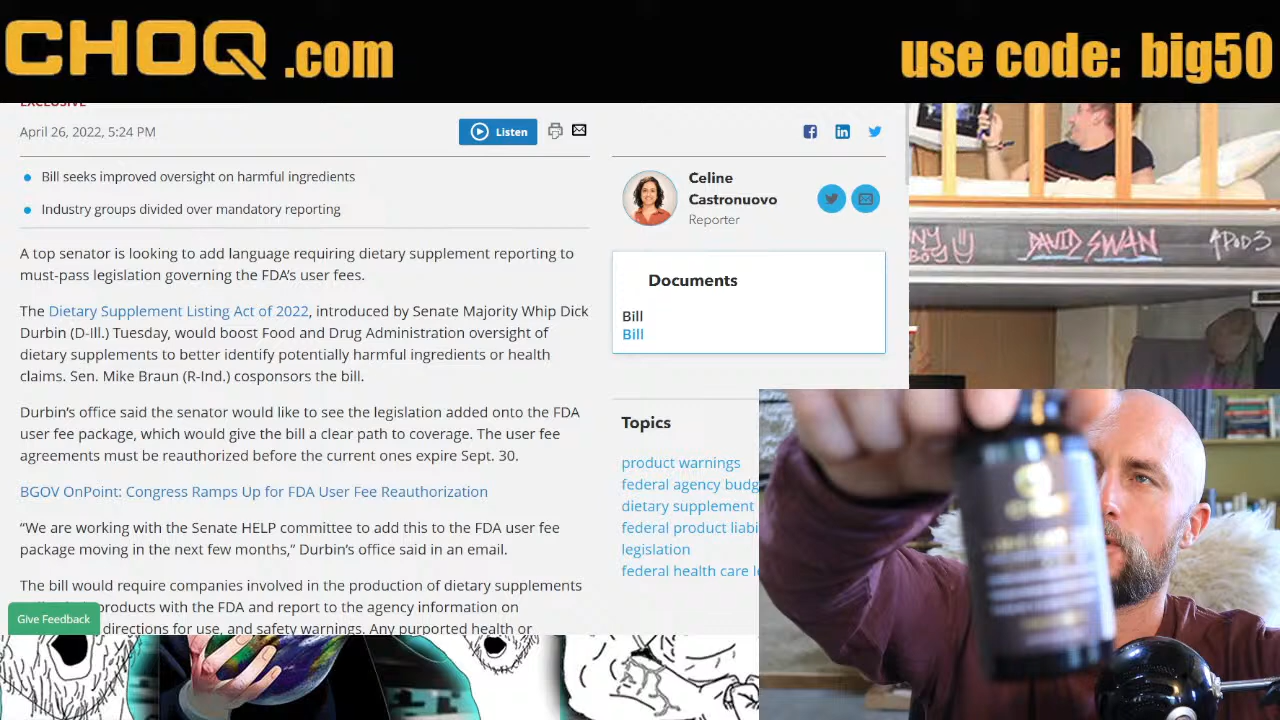 CHOQ.com
use code: big50
EXCLUSIVE
April 26, 2022, 5:24 PM
Listen
Bill seeks improved oversight on harmful ingredients
Industry groups divided over mandatory reporting
A top senator is looking to add language requiring dietary supplement reporting to
must-pass legislation governing the FDA’s user fees.
The Dietary Supplement Listing Act of 2022, introduced by Senate Majority Whip Dick
Durbin (D-Ill.) Tuesday, would boost Food and Drug Administration oversight of
dietary supplements to better identify potentially harmful ingredients or health
claims. Sen. Mike Braun (R-Ind.) cosponsors the bill.
Durbin’s office said the senator would like to see the legislation added onto the FDA
user fee package, which would give the bill a clear path to coverage. The user fee
agreements must be reauthorized before the current ones expire Sept. 30.
BGOV OnPoint: Congress Ramps Up for FDA User Fee Reauthorization
“We are working with the Senate HELP committee to add this to the FDA user fee
package moving in the next few months,” Durbin’s office said in an email.
The bill would require companies involved in the production of dietary supplements
products with the FDA and report to the agency information on
directions for use, and safety warnings. Any purported health or
Give Feedback
Celine
Castronuovo
Reporter
Documents
Bill
Bill
Topics
product warnings
federal agency budg
dietary supplement
federal product liabi
legislation
federal health care l
DAVID SWAN
↑POD3